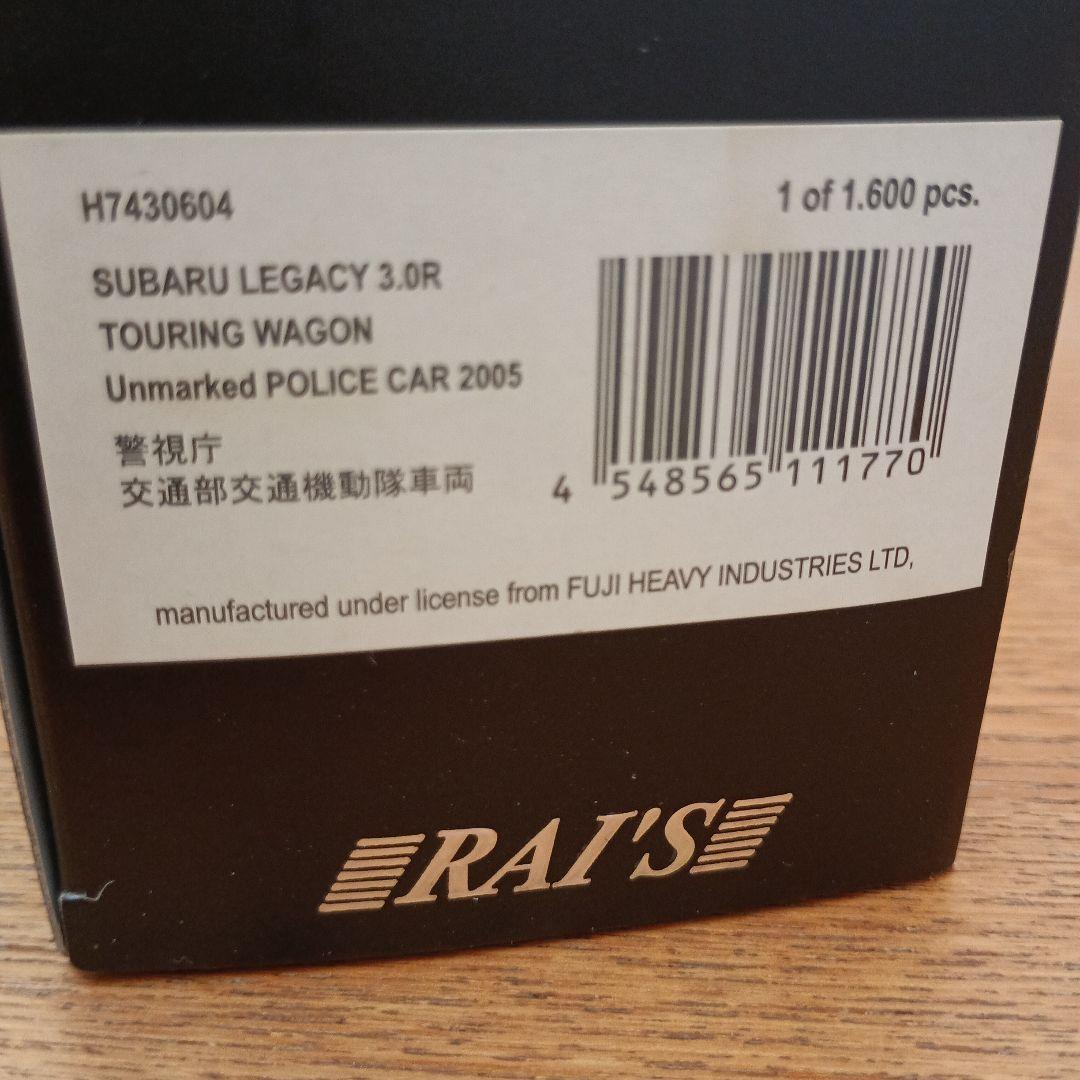 H7430604
1 of 1.600 pcs.
SUBARU LEGACY 3.0R
TOURING WAGON
Unmarked POLICE CAR 2005
警視庁
交通部交通機動隊車両
4 548565 111770
manufactured under license from FUJI HEAVY INDUSTRIES LTD,
RAI'S